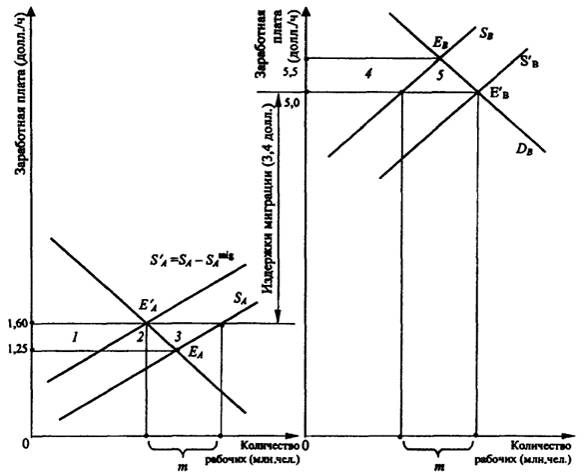 Заработная плата (долл./ч)
S'A =SA – SAmig
E'A
SA
1,60
1
2
3
1,25
EA
0
Количество
рабочих (млн,чел.)
m
Заработная
плата
(долл./ч)
EB
SB
5,5
4
5
S'B
5,0
E'B
DB
Издержки миграции (3,4 долл.)
0
Количество
рабочих (млн,чел.)
m